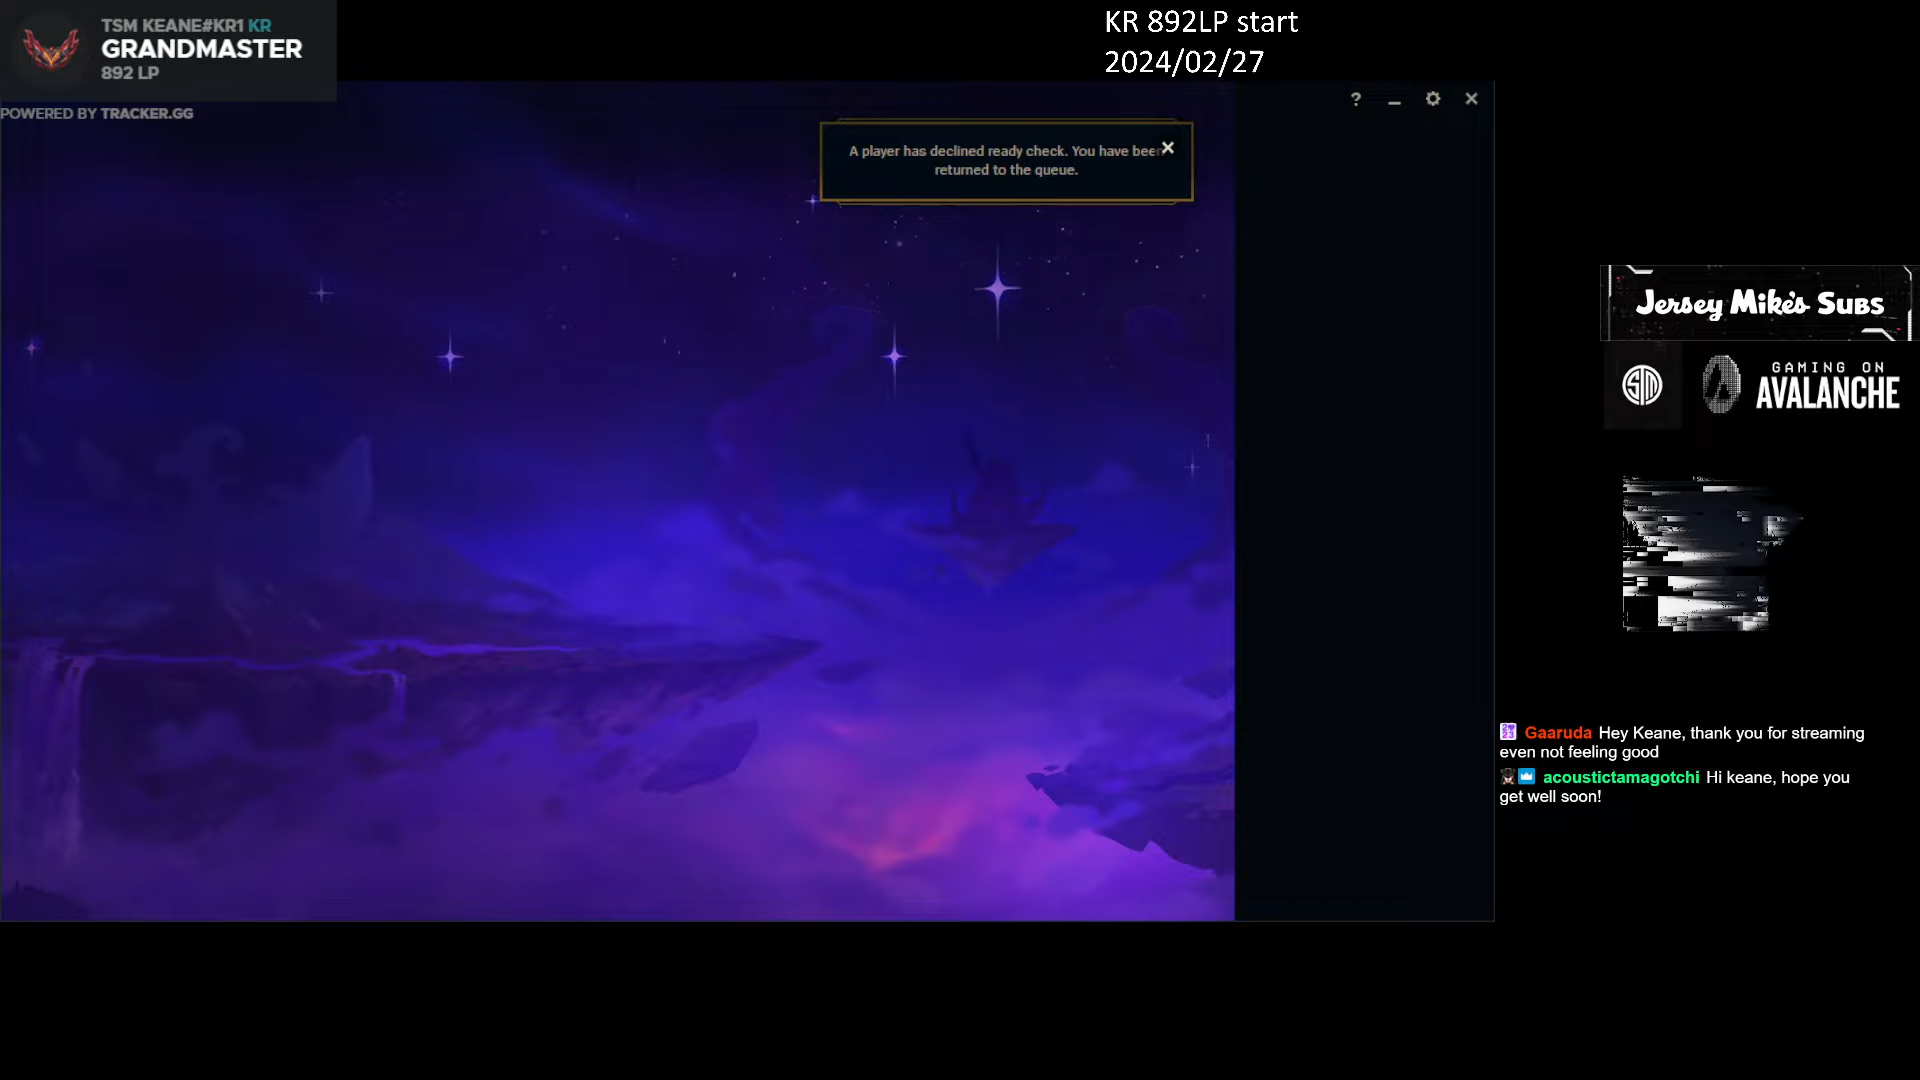 TSM KEANE#KR1 KR
GRANDMASTER
892 LP
POWERED BY TRACKER.GG
KR 892LP start
2024/02/27
A player has declined ready check. You have been
returned to the queue.
Jersey Mike's SUBS
TSM
GAMING ON
AVALANCHE
Gaaruda Hey Keane, thank you for streaming
even not feeling good
acoustictamagotchi Hi keane, hope you
get well soon!